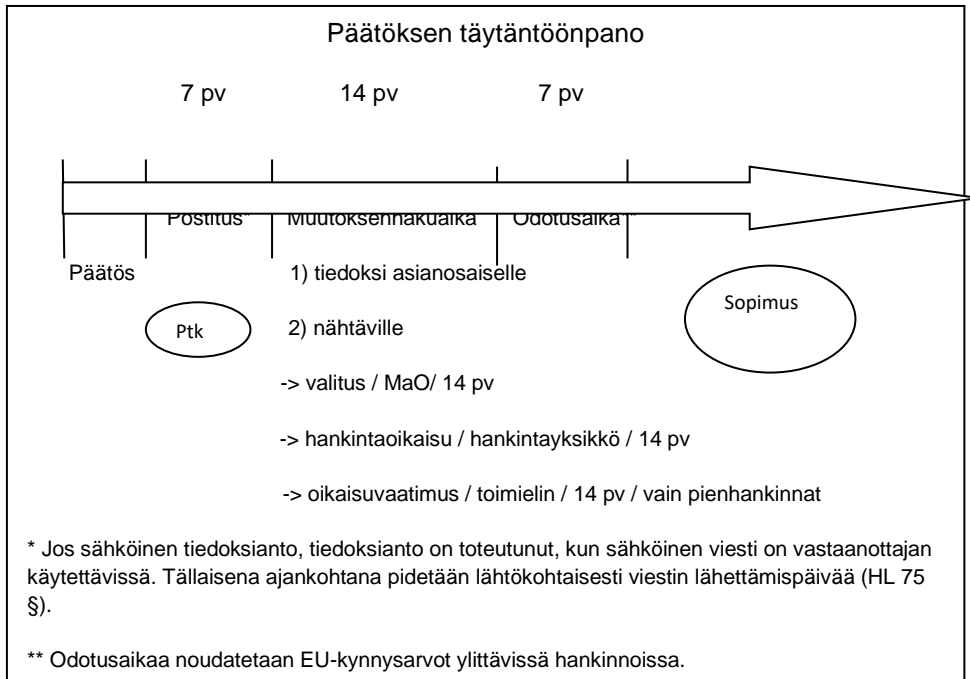 Päätöksen täytäntöönpano
7 pv 14 pv 7 pv
Postitus* Muutoksenhakuaika Odotusaika**
Päätös 1) tiedoksi asianosaiselle
Ptk 2) nähtäville
Sopimus
-> valitus / MaO/ 14 pv
-> hankintaoikaisu / hankintayksikkö / 14 pv
-> oikaisuvaatimus / toimielin / 14 pv / vain pienhankinnat
* Jos sähköinen tiedoksianto, tiedoksianto on toteutunut, kun sähköinen viesti on vastaanottajan
käytettävissä. Tällaisena ajankohtana pidetään lähtökohtaisesti viestin lähettämispäivää (HL 75
§).
** Odotusaikaa noudatetaan EU-kynnysarvot ylittävissä hankinnoissa.